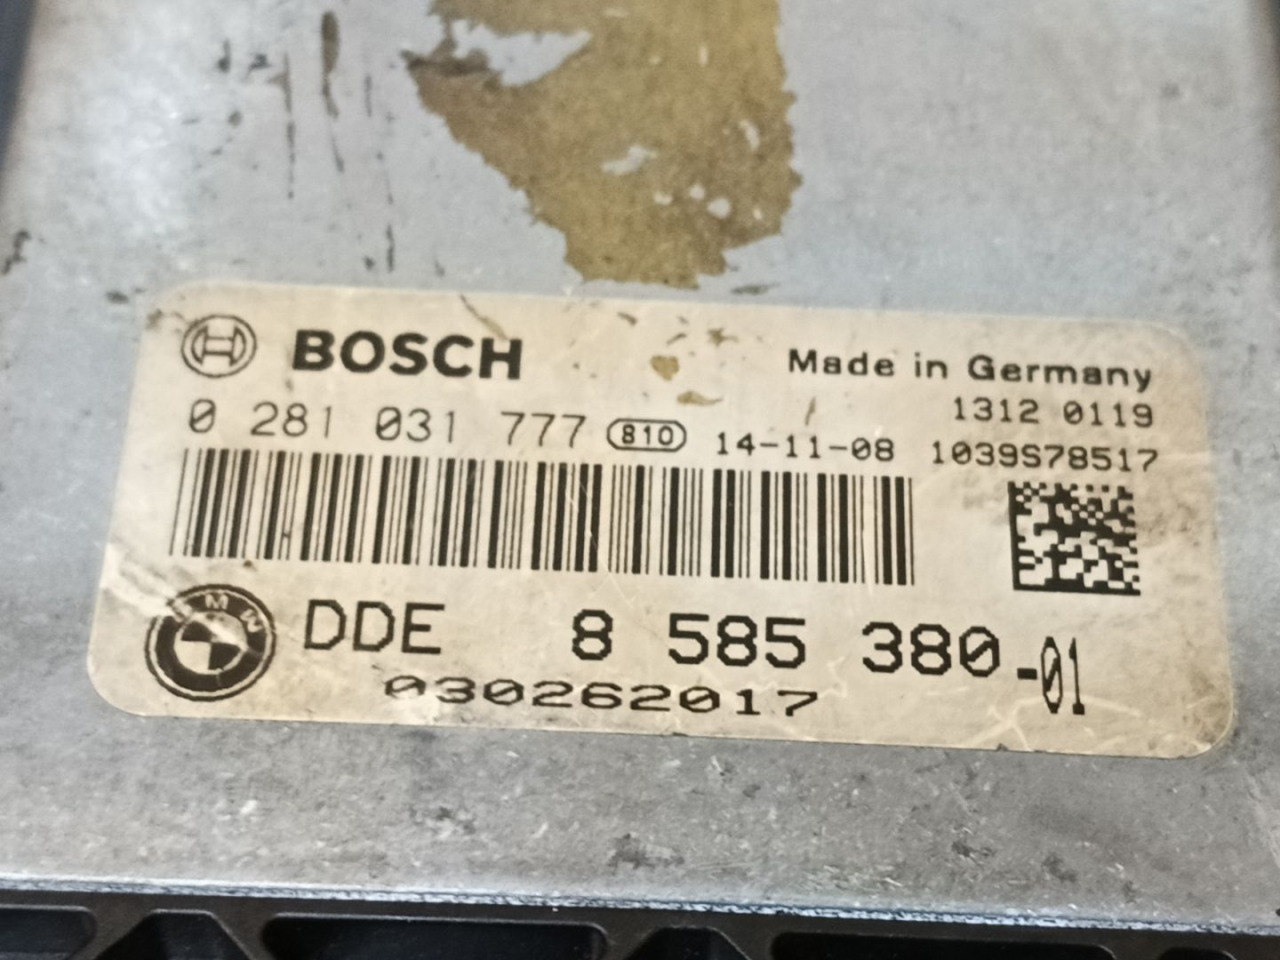 BOSCH
Made in Germany
0 281 031 777 810 14-11-08
1312 0119
1039S78517
BMW
DDE 8 585 380-01
030262017